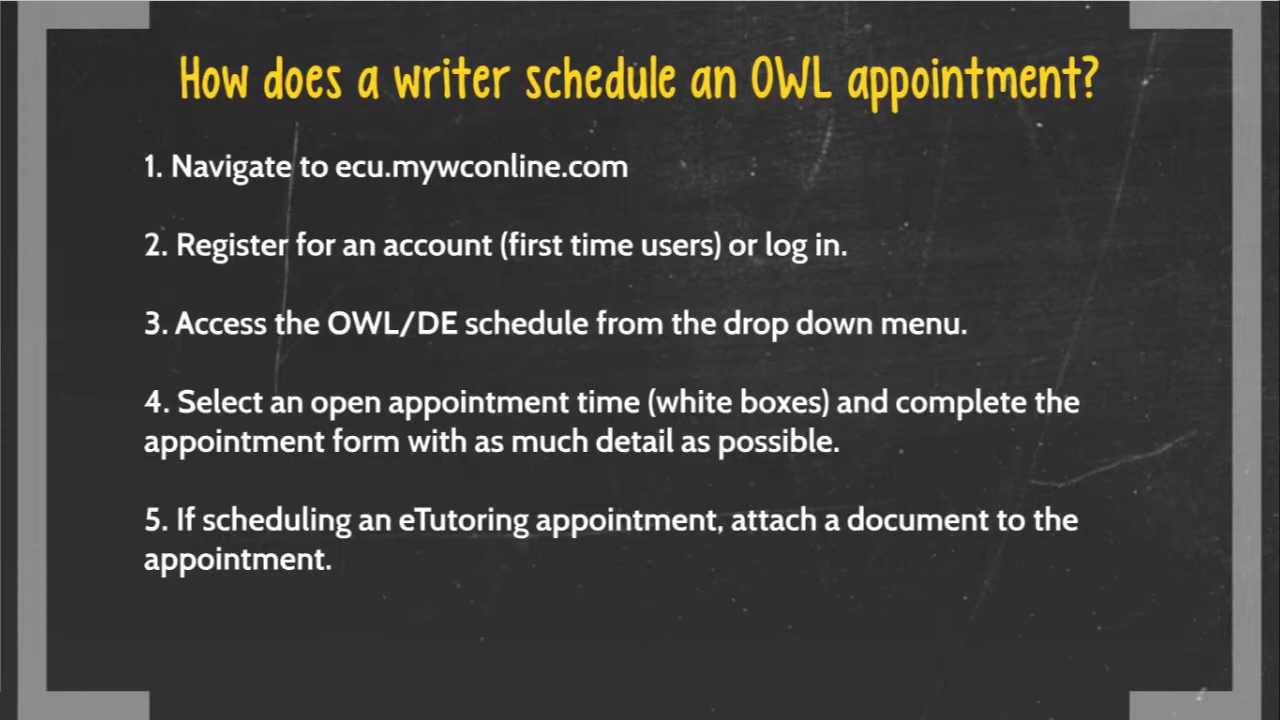 How does a writer schedule an OWL appointment?
1. Navigate to ecu.mywconline.com
2. Register for an account (first time users) or log in.
3. Access the OWL/DE schedule from the drop down menu.
4. Select an open appointment time (white boxes) and complete the
appointment form with as much detail as possible.
5. If scheduling an eTutoring appointment, attach a document to the
appointment.